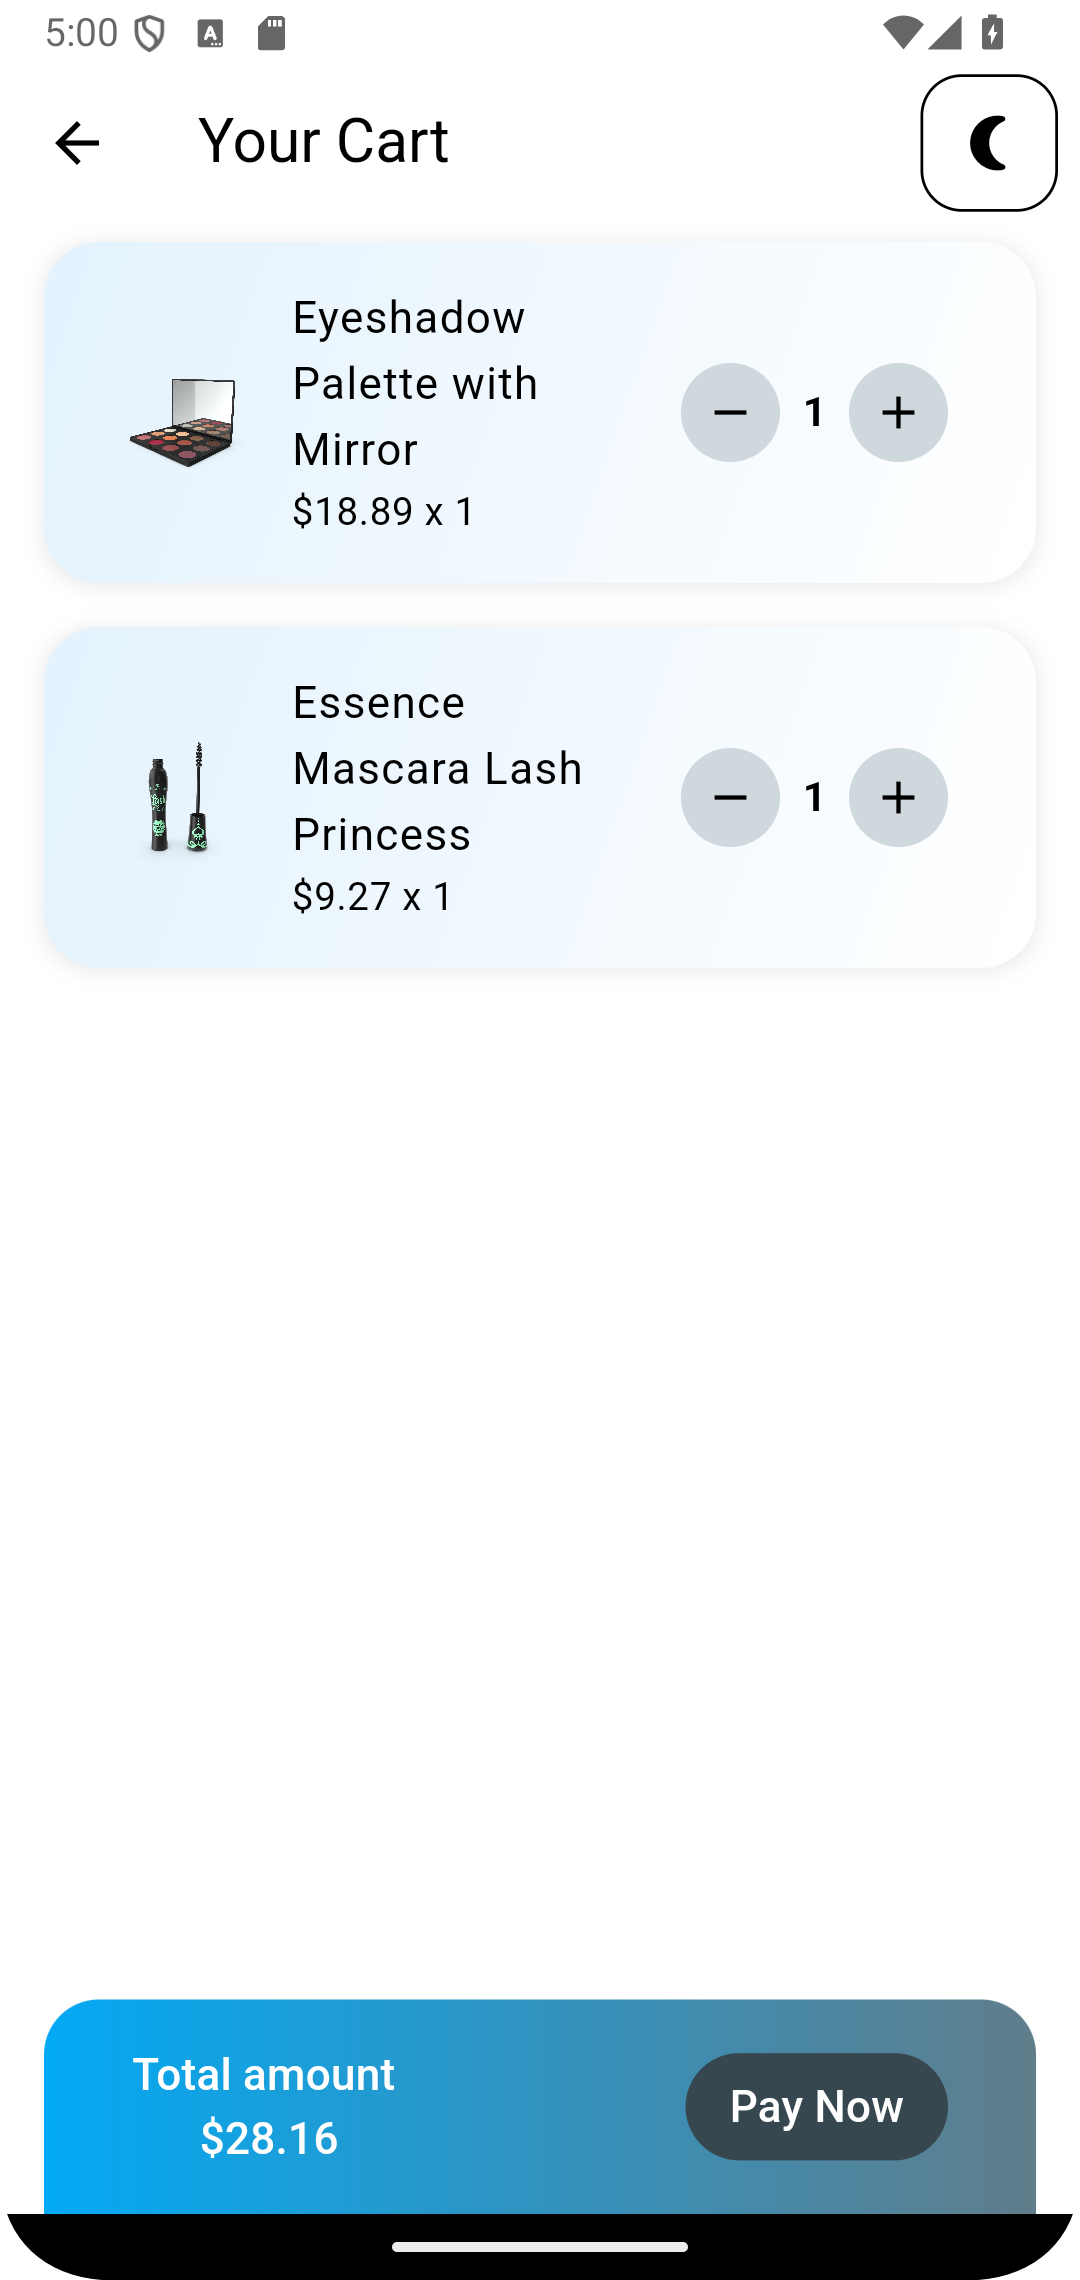 5:00
Your Cart
Eyeshadow
Palette with
Mirror
$18.89 x 1
1
Essence
Mascara Lash
Princess
$9.27 x 1
1
Total amount
$28.16
Pay Now